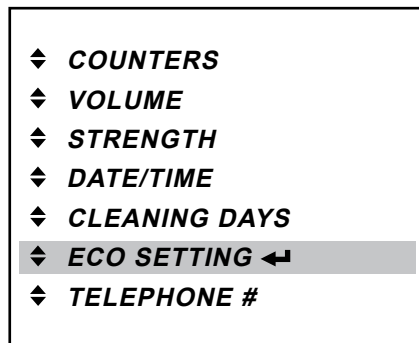 COUNTERS
VOLUME
STRENGTH
DATE/TIME
CLEANING DAYS
ECO SETTING
TELEPHONE #